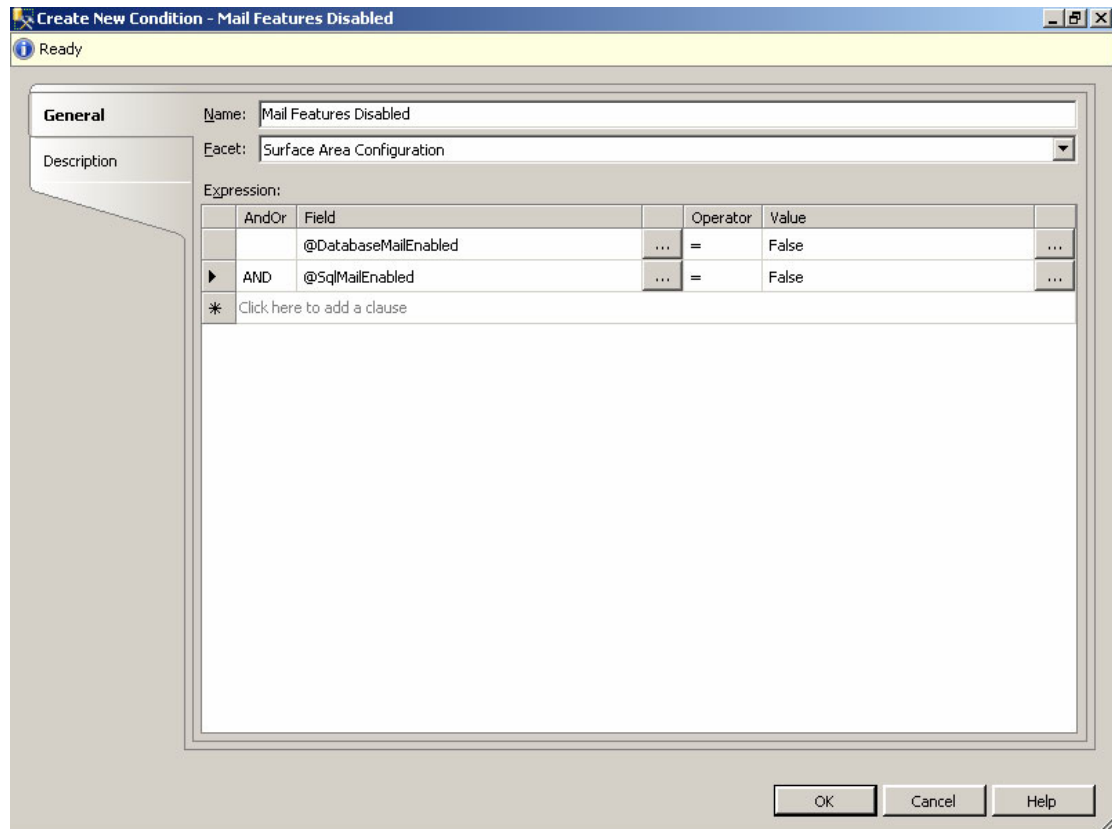 Create New Condition - Mail Features Disabled
Ready
General
Description
Name: Mail Features Disabled
Facet: Surface Area Configuration
Expression:
AndOr Field Operator Value
@DatabaseMailEnabled ... = False ...
AND @SqlMailEnabled ... = False ...
Click here to add a clause
OK Cancel Help